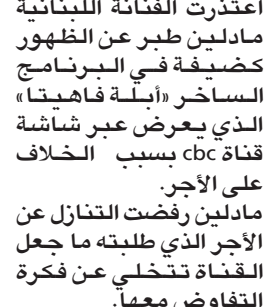 اعتذرت الفنانة اللبنانية
مادلين طبر عن الظهور
كضيفة في البرنامج
الساخر «أبلة فاهيتا»
الذي يعرض عبر شاشة
قناة cbc بسبب الخلاف
على الأجر.
مادلين رفضت التنازل عن
الأجر الذي طلبته ما جعل
القناة تتخلي عن فكرة
التفاوض معها.